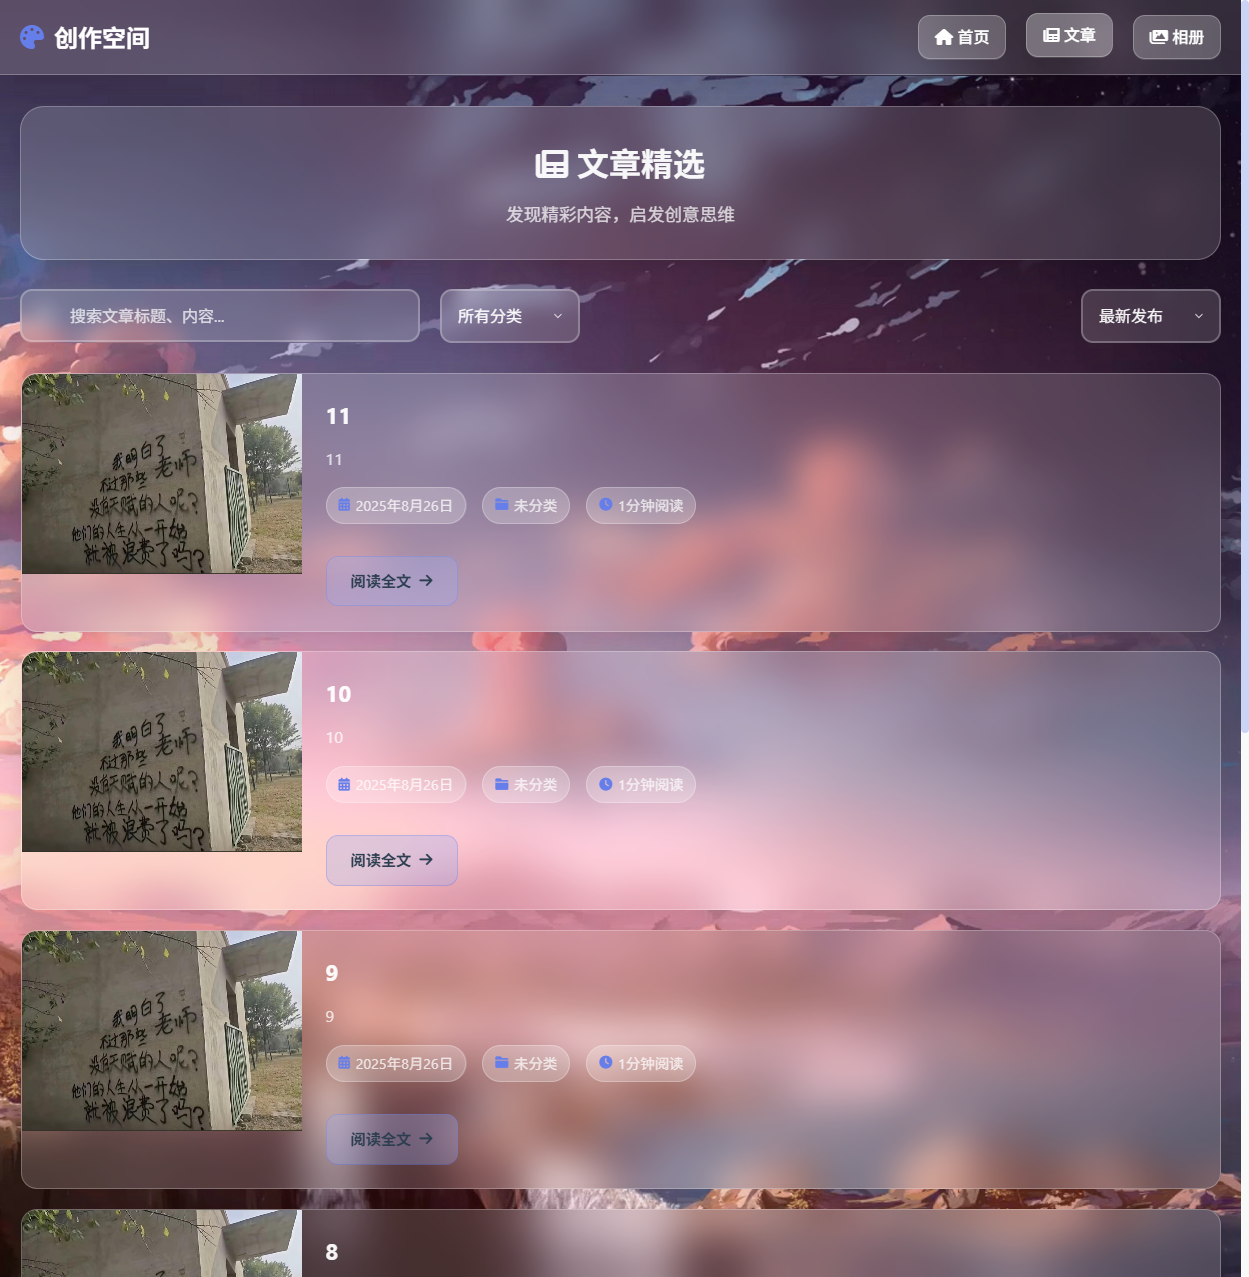 创作空间
首页
文章
相册
文章精选
发现精彩内容，启发创意思维
搜索文章标题、内容...
所有分类
最新发布
我明白了
老师
不过那些
没有天赋的人呢?
他们的人生从一开始
就被浪费了吗?
11
11
2025年8月26日
未分类
1分钟阅读
阅读全文
我明白了
老师
不过那些
没有天赋的人呢?
他们的人生从一开始
就被浪费了吗?
10
10
2025年8月26日
未分类
1分钟阅读
阅读全文
我明白了
老师
不过那些
没有天赋的人呢?
他们的人生从一开始
就被浪费了吗?
9
9
2025年8月26日
未分类
1分钟阅读
阅读全文
8